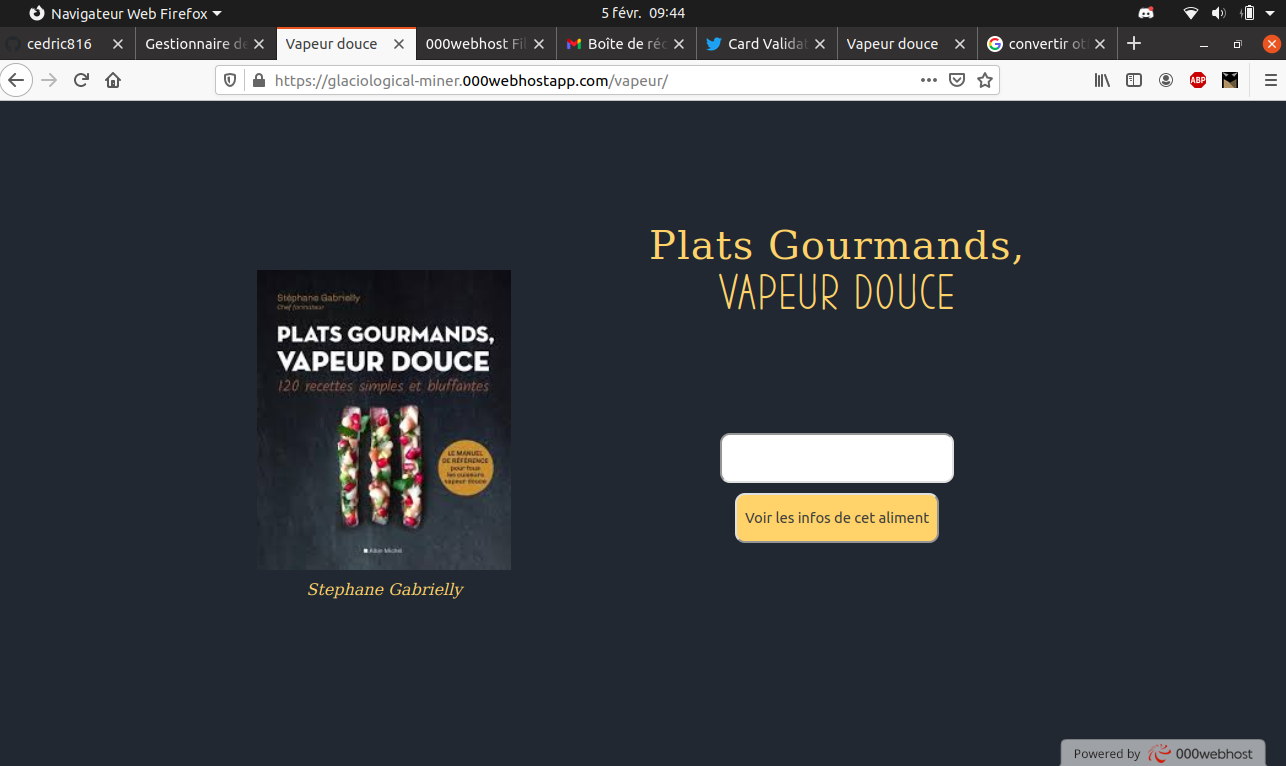 Navigateur Web Firefox
5 févr. 09:44
cedric816
Gestionnaire de
Vapeur douce
000webhost Fil
Boîte de réc
Card Validat
Vapeur douce
convertir ot
https://glaciological-miner.000webhostapp.com/vapeur/
ABP
Plats Gourmands,
VAPEUR DOUCE
Stéphane Gabrielly
Chef formateur
PLATS GOURMANDS,
VAPEUR DOUCE
120 recettes simples et bluffantes
LE MANUEL
DE RÉFÉRENCE
pour tous
les cuiseurs
vapeur douce
Albin Michel
Voir les infos de cet aliment
Stephane Gabrielly
Powered by 000webhost